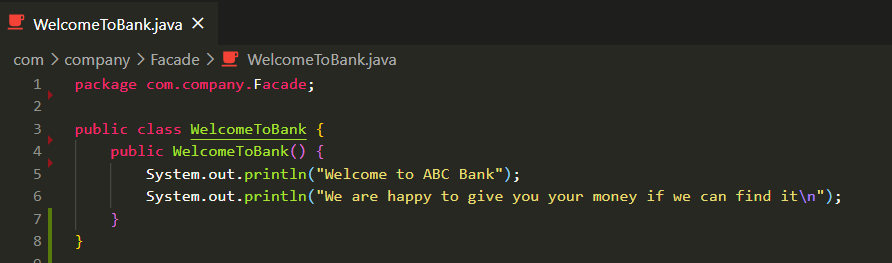 WelcomeToBank.java ×
com > company > Facade > WelcomeToBank.java
1 package com.company.Facade;
2
3 public class WelcomeToBank {
4     public WelcomeToBank() {
5         System.out.println("Welcome to ABC Bank");
6         System.out.println("We are happy to give you your money if we can find it\n");
7     }
8 }